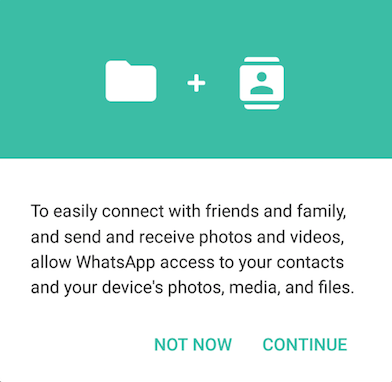 To easily connect with friends and family,
and send and receive photos and videos,
allow WhatsApp access to your contacts
and your device's photos, media, and files.
NOT NOW CONTINUE